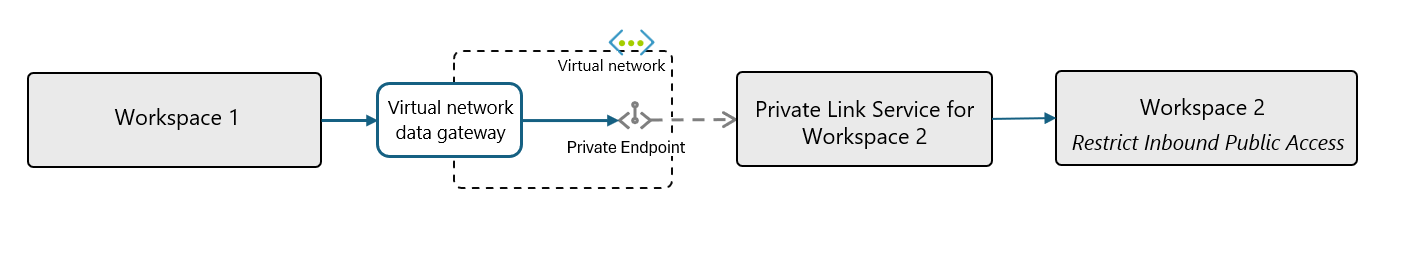 Workspace 1
Virtual network
data gateway
Virtual network
Private Endpoint
Private Link Service for
Workspace 2
Workspace 2
Restrict Inbound Public Access